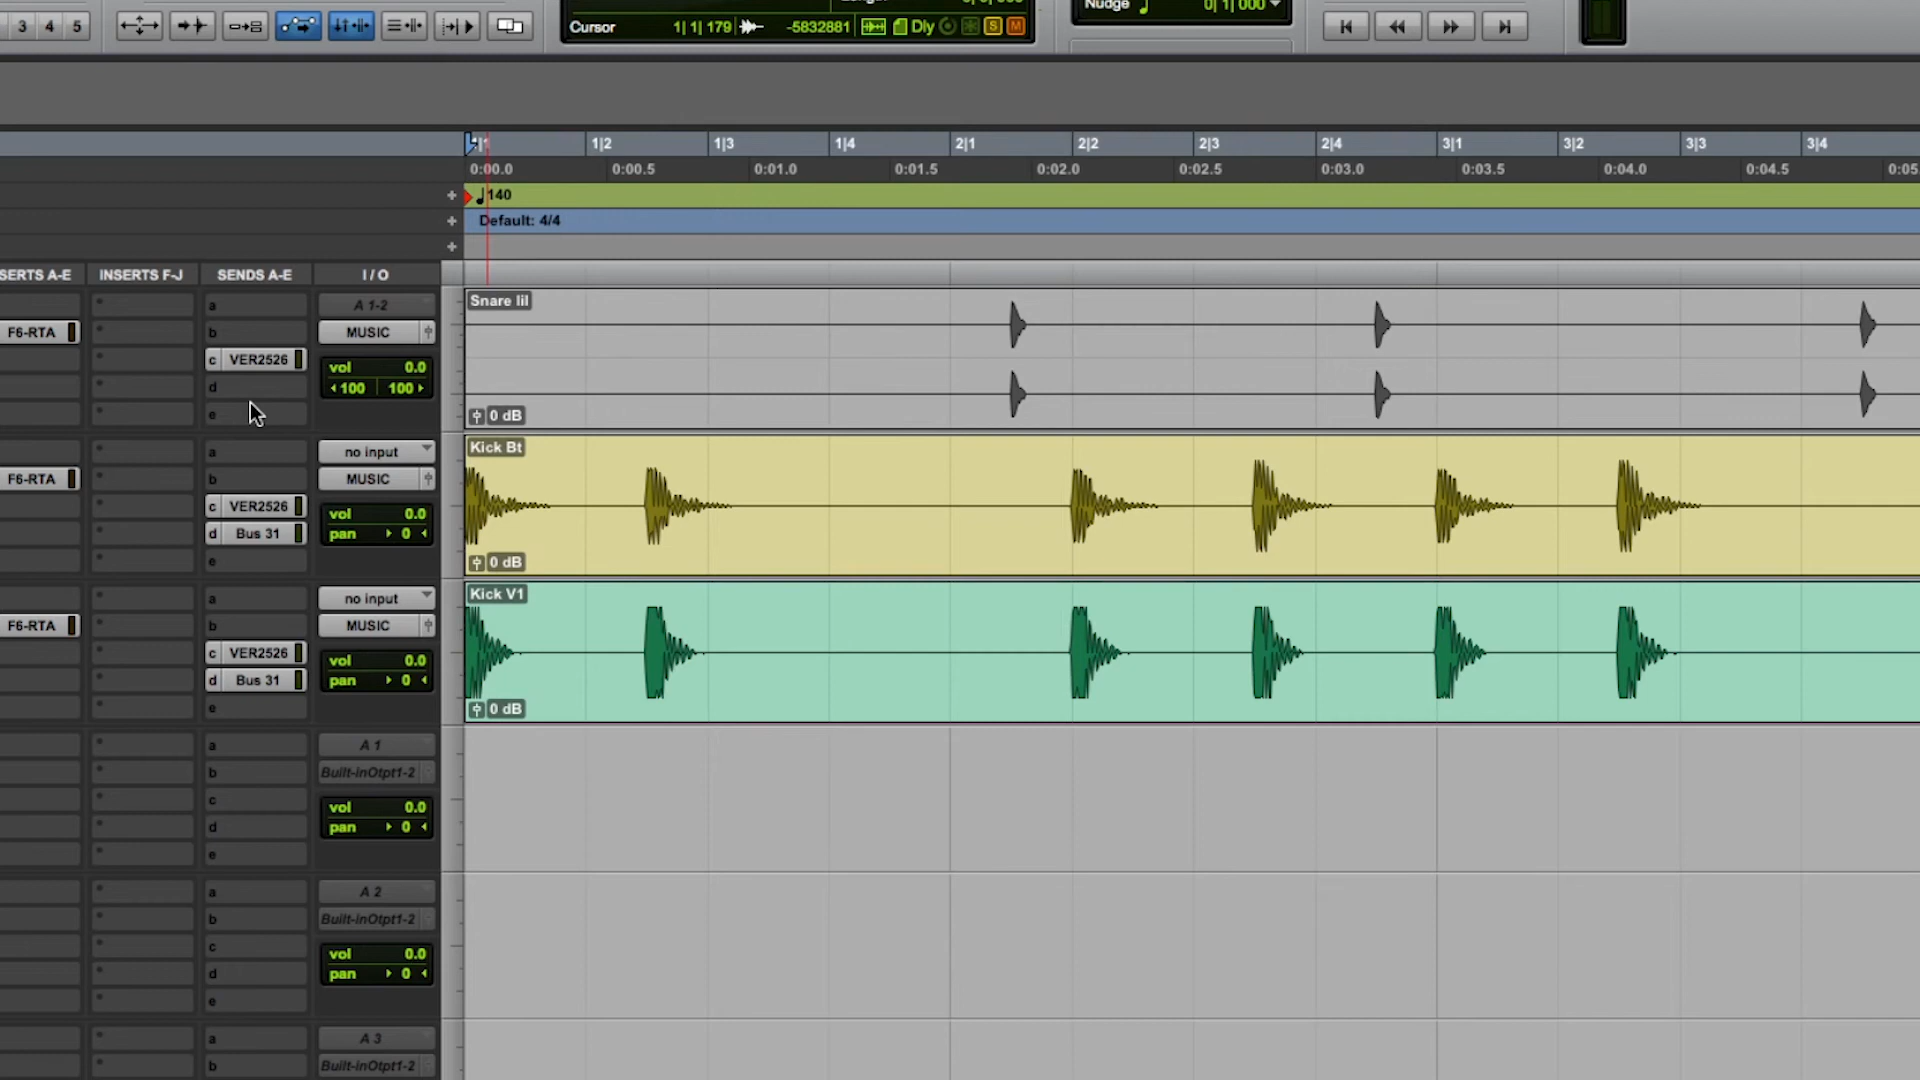 3 4 5
Cursor 1| 1| 179 -5832881 Dly S M
Nudge 0| 1| 000
1|1 1|2 1|3 1|4 2|1 2|2 2|3 2|4 3|1 3|2 3|3 3|4
0:00.0 0:00.5 0:01.0 0:01.5 0:02.0 0:02.5 0:03.0 0:03.5 0:04.0 0:04.5 0:05.
+ 140
+ Default: 4/4
+
SERTS A-E INSERTS F-J SENDS A-E I / O
a A 1-2 Snare lil
F6-RTA b MUSIC
c VER2526 vol 0.0
d 100 100
e 0 dB
a no input Kick Bt
F6-RTA b MUSIC
c VER2526 vol 0.0
d Bus 31 pan 0
e 0 dB
a no input Kick V1
F6-RTA b MUSIC
c VER2526 vol 0.0
d Bus 31 pan 0
e 0 dB
a A 1
b Built-inOtpt1-2
c vol 0.0
d pan 0
e
a A 2
b Built-inOtpt1-2
c vol 0.0
d pan 0
e
a A 3
b Built-inOtpt1-2